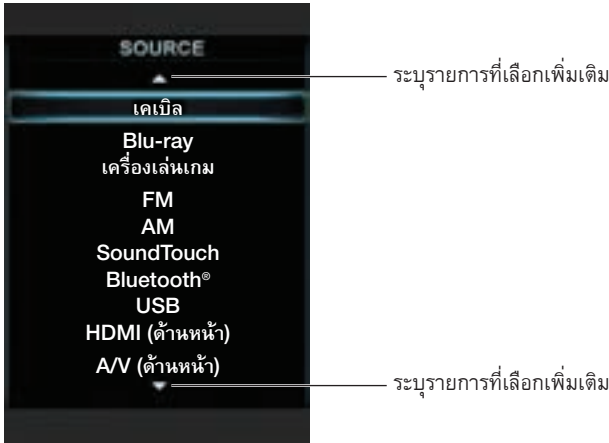 SOURCE
ระบุรายการที่เลือกเพิ่มเติม
เคเบิล
Blu-ray
เครื่องเล่นเกม
FM
AM
SoundTouch
Bluetooth®
USB
HDMI (ด้านหน้า)
A/V (ด้านหน้า)
ระบุรายการที่เลือกเพิ่มเติม